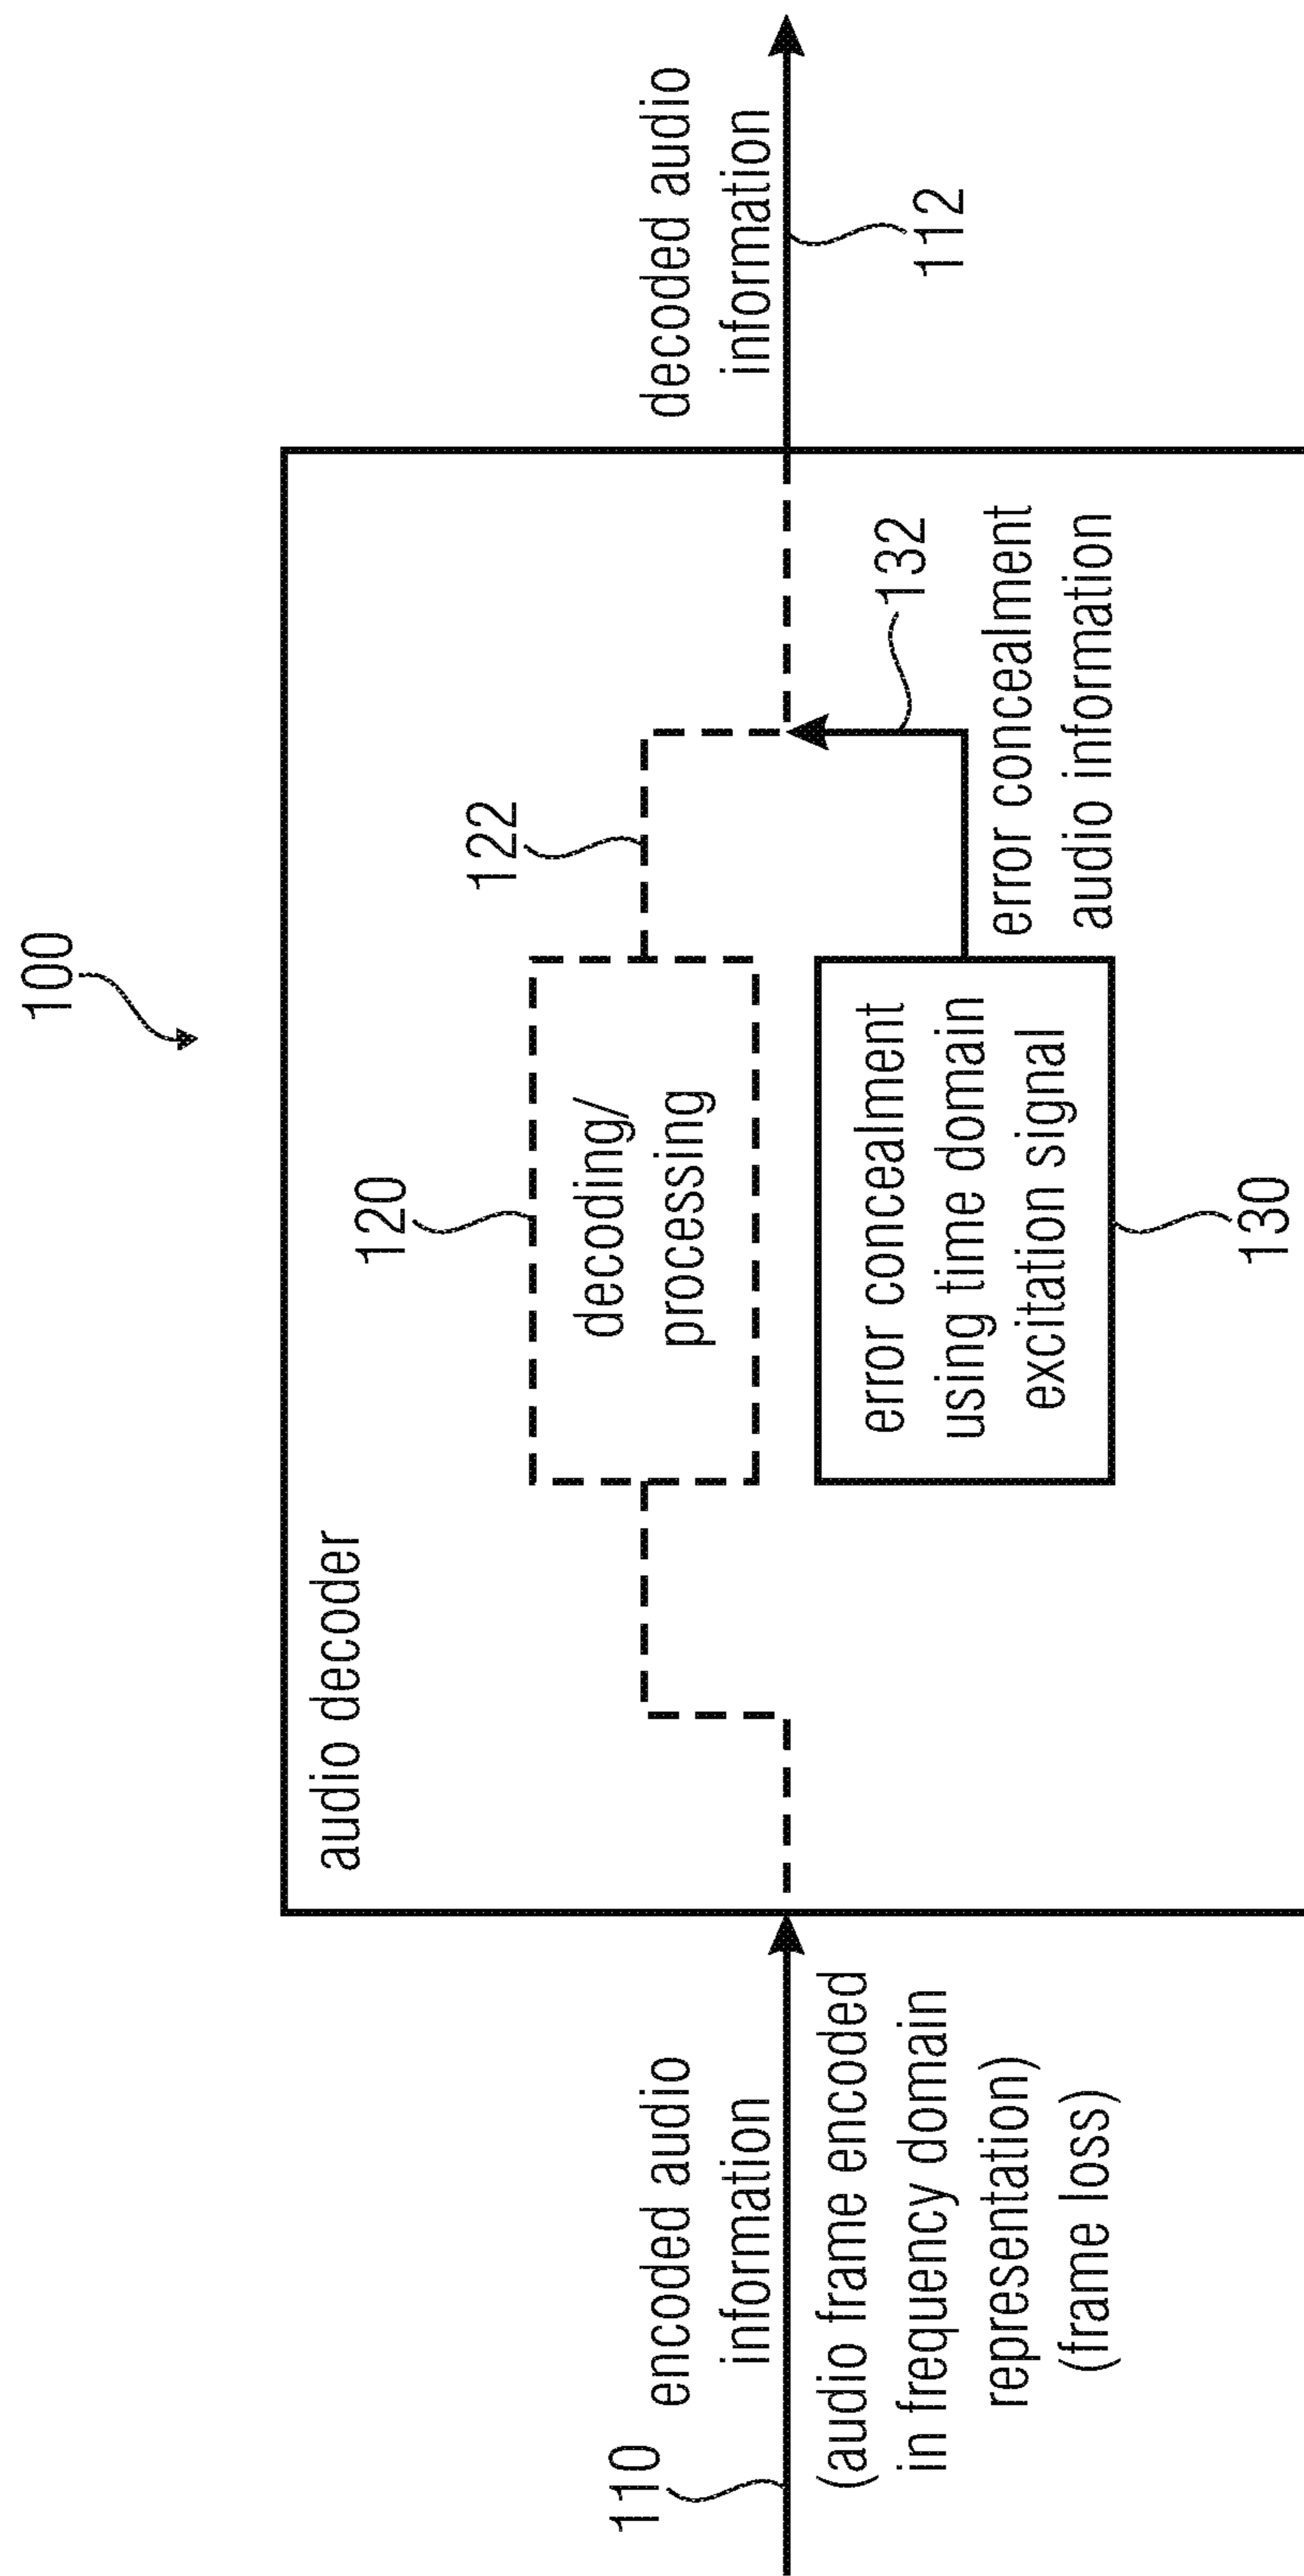 100
audio decoder
110
encoded audio
information
(audio frame encoded
in frequency domain
representation)
(frame loss)
120
decoding/
processing
122
error concealment
using time domain
excitation signal
130
132
error concealment
audio information
decoded audio
information
112